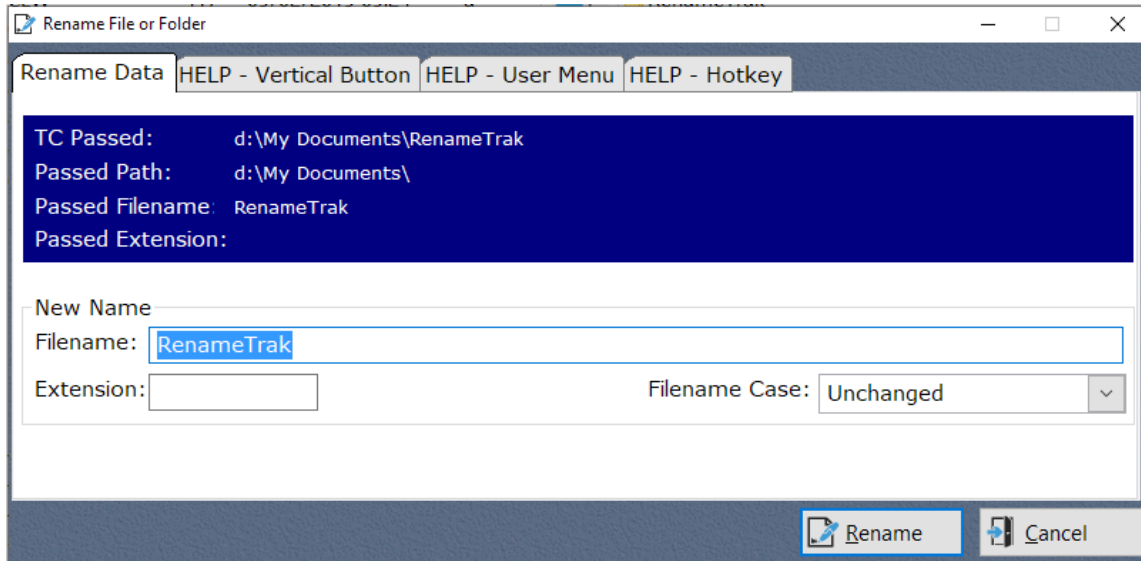 Rename File or Folder
Rename Data HELP - Vertical Button HELP - User Menu HELP - Hotkey
TC Passed: d:\My Documents\RenameTrak
Passed Path: d:\My Documents\
Passed Filename: RenameTrak
Passed Extension:
New Name
Filename: RenameTrak
Extension: Filename Case: Unchanged
Rename Cancel